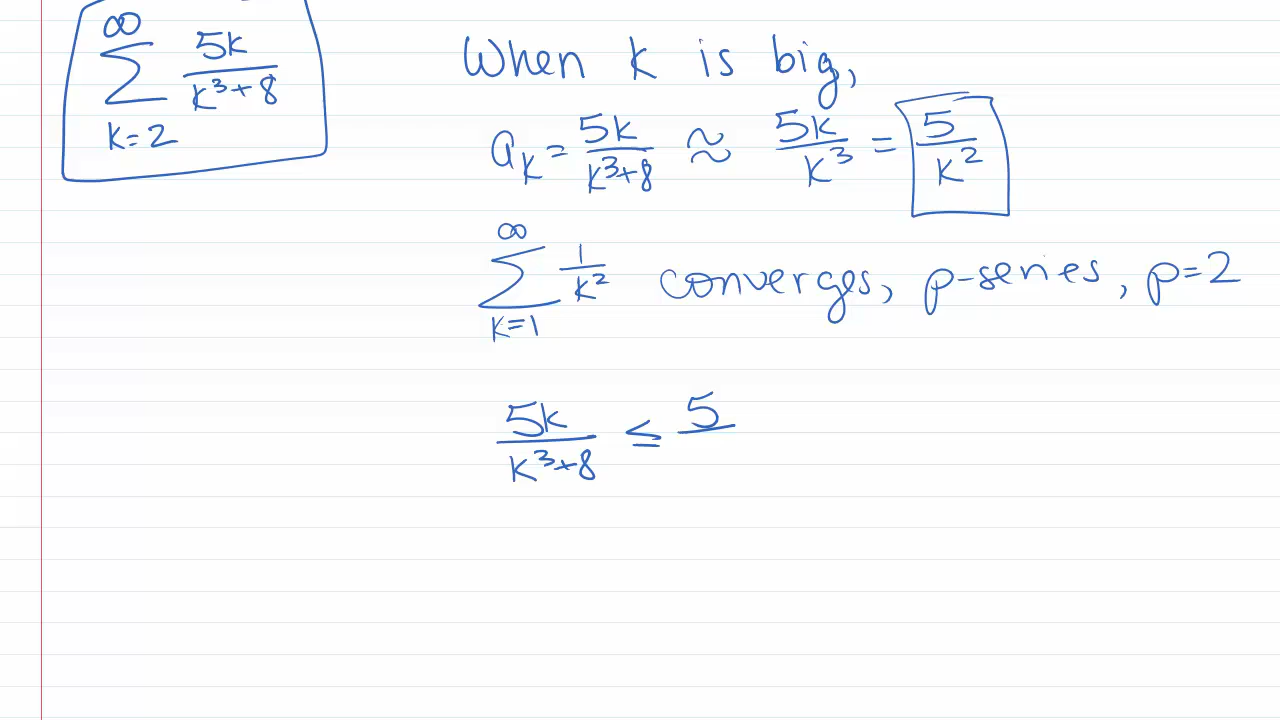 ∞
∑ 5k/(k³+8)
k=2
When k is big,
aₖ = 5k/(k³+8) ≈ 5k/k³ = 5/k²
∞
∑ 1/k² converges, p-series, p=2
k=1
5k/(k³+8) ≤ 5/